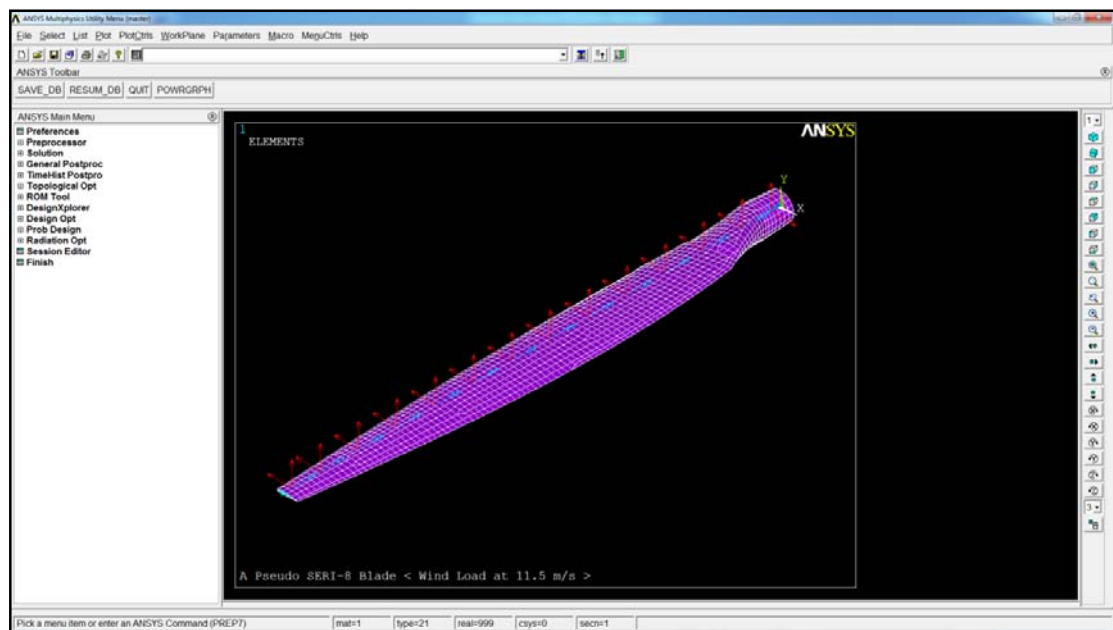 ANSYS Multiphysics Utility Menu (master)
File Select List Plot PlotCtrls WorkPlane Parameters Macro MenuCtrls Help
ANSYS Toolbar
SAVE_DB RESUM_DB QUIT POWRGRPH
ANSYS Main Menu
Preferences
Preprocessor
Solution
General Postproc
TimeHist Postpro
Topological Opt
ROM Tool
DesignXplorer
Design Opt
Prob Design
Radiation Opt
Session Editor
Finish
1
ELEMENTS
ANSYS
Y
X
A Pseudo SERI-8 Blade < Wind Load at 11.5 m/s >
1
3
Pick a menu item or enter an ANSYS Command (PREP7) mat=1 type=21 real=999 csys=0 secn=1